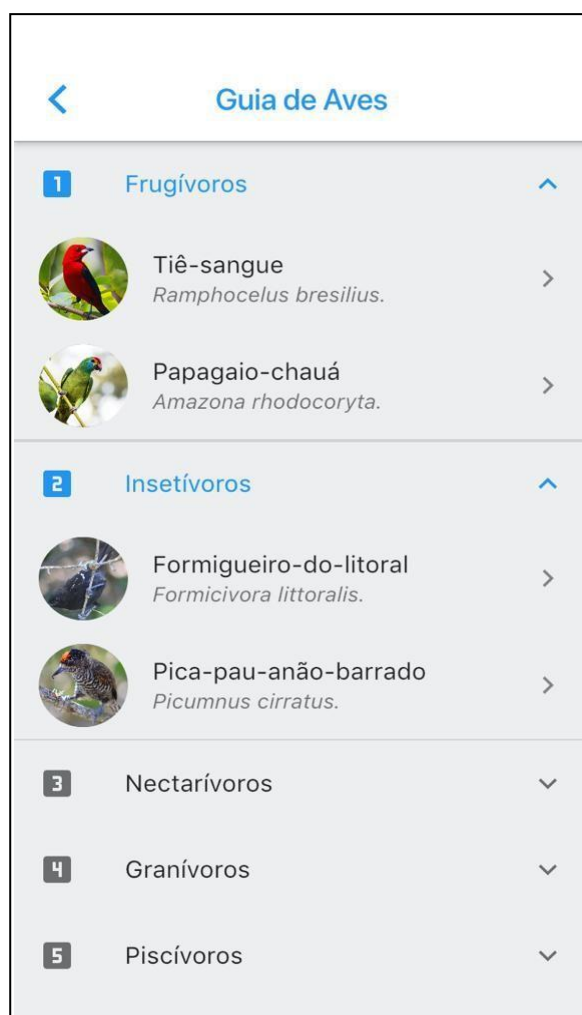 Guia de Aves
1 Frugívoros
Tiê-sangue
Ramphocelus bresilius.
Papagaio-chauá
Amazona rhodocoryta.
2 Insetívoros
Formigueiro-do-litoral
Formicivora littoralis.
Pica-pau-anão-barrado
Picumnus cirratus.
3 Nectarívoros
4 Granívoros
5 Piscívoros